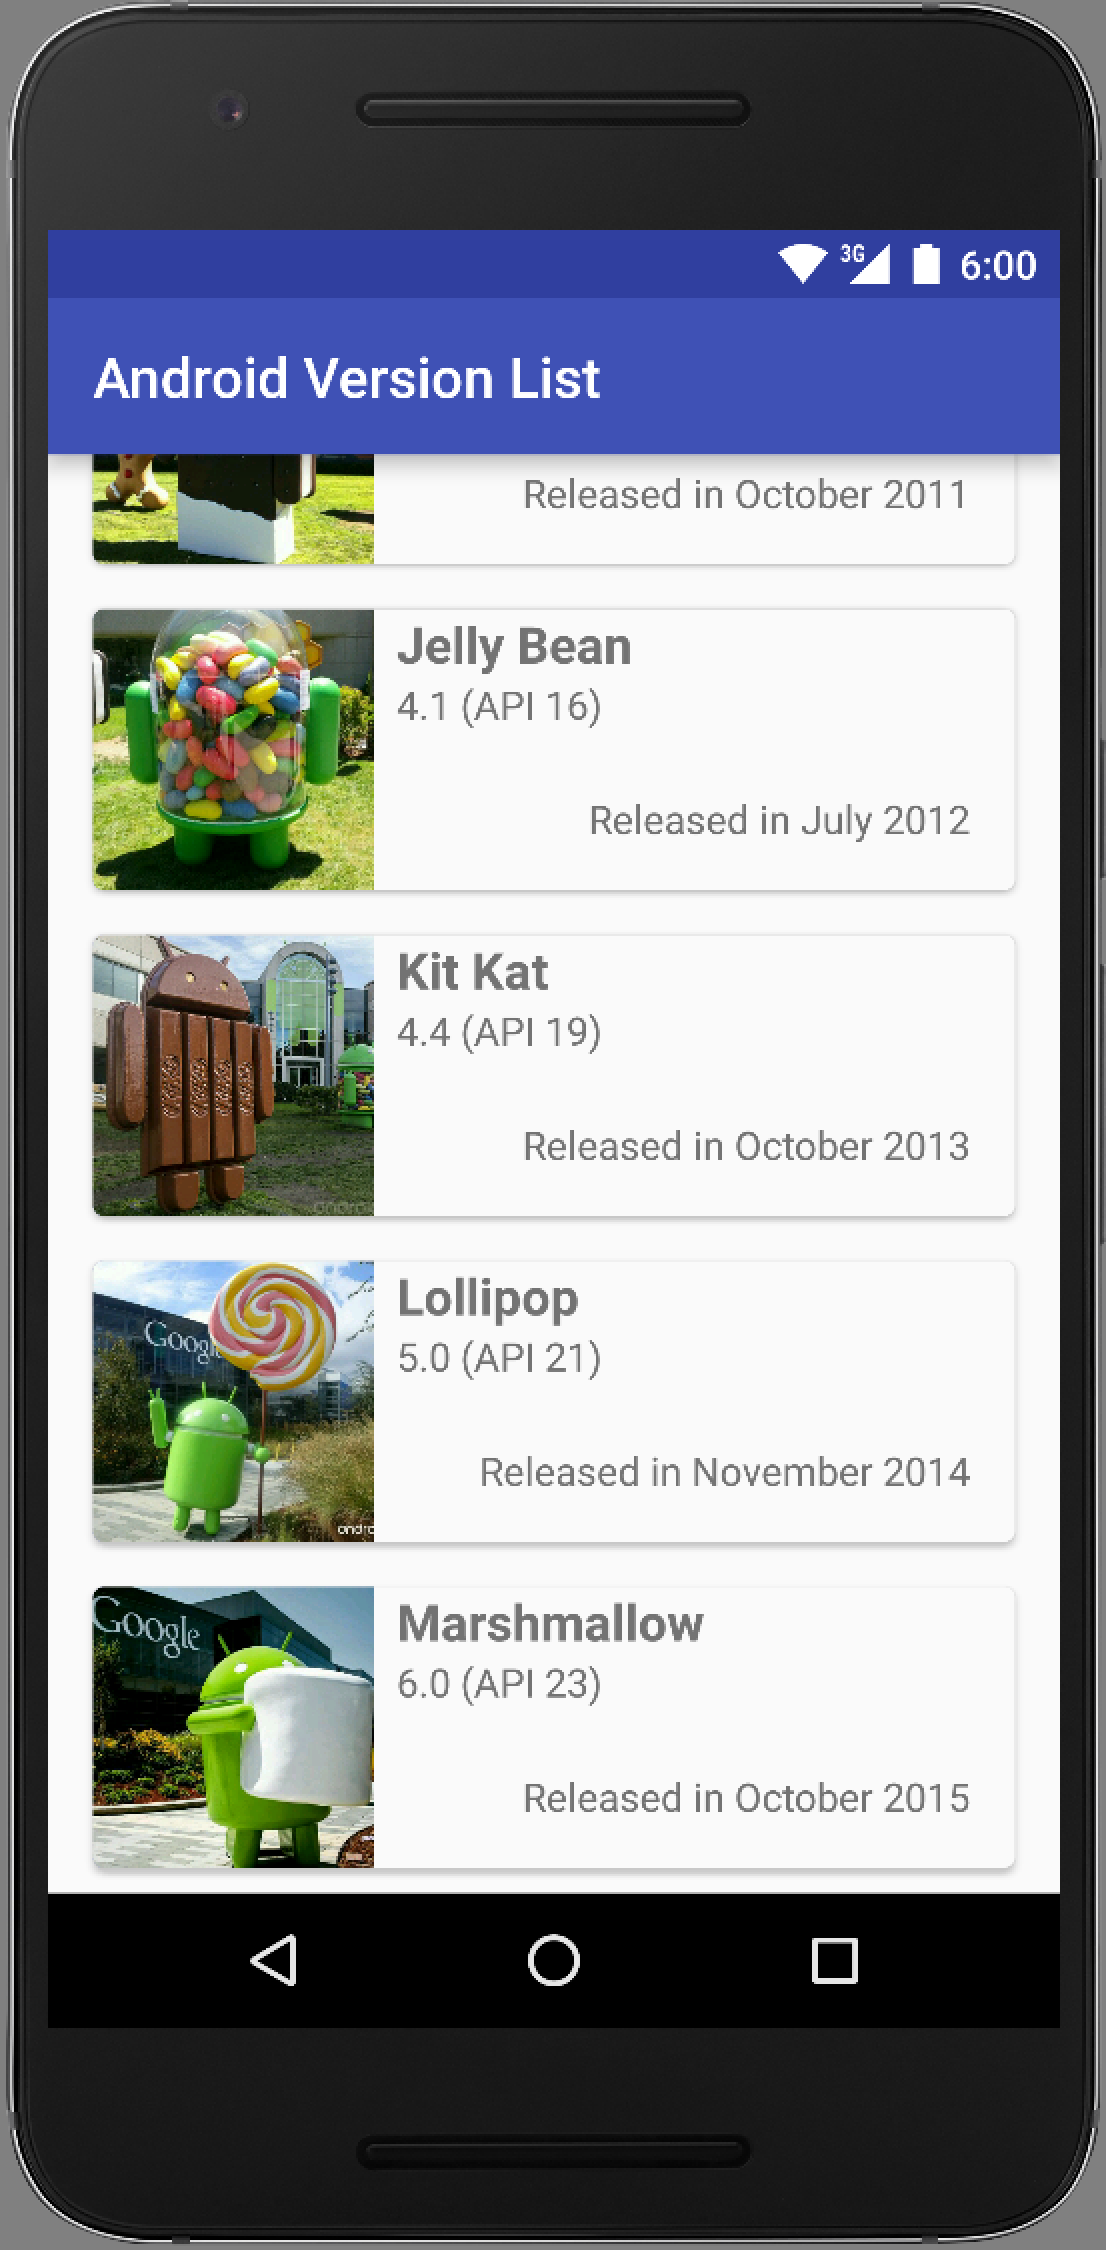 3G 6:00
Android Version List
Released in October 2011
Jelly Bean
4.1 (API 16)
Released in July 2012
Kit Kat
4.4 (API 19)
Released in October 2013
Google
Lollipop
5.0 (API 21)
Released in November 2014
andro
Google
Marshmallow
6.0 (API 23)
Released in October 2015